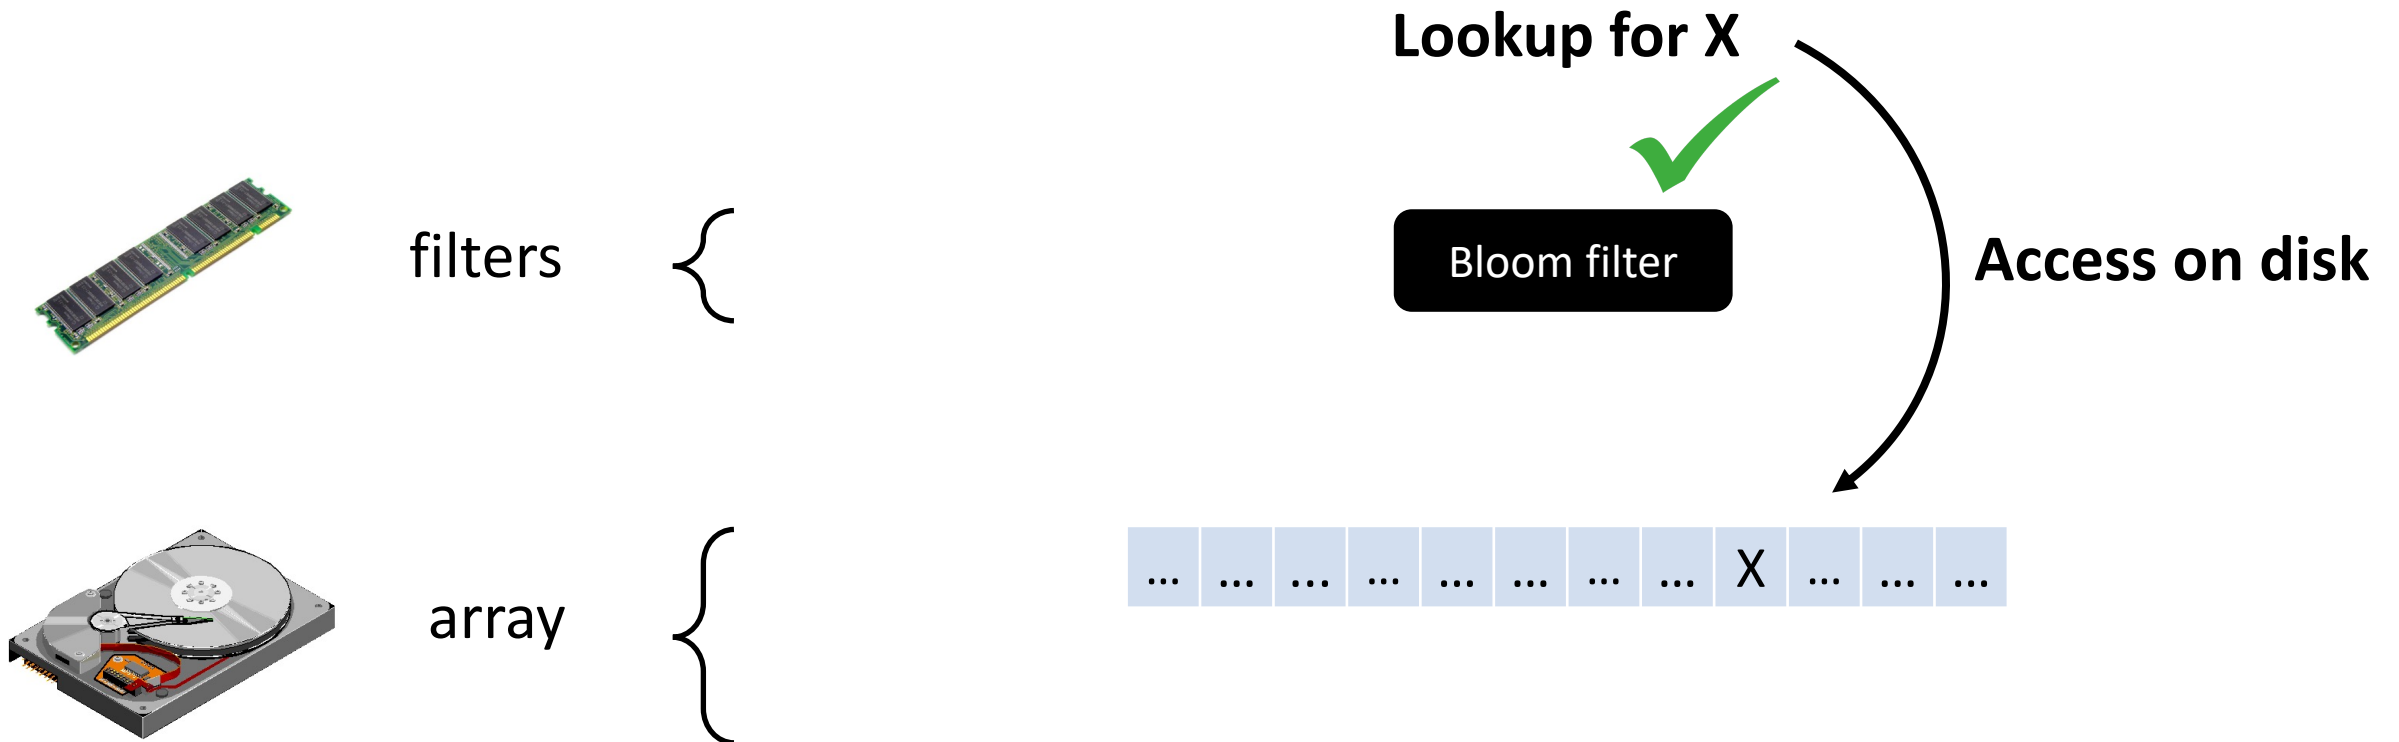 Lookup for X
filters
Bloom filter
Access on disk
array
... ... ... ... ... ... ... ... X ... ... ...